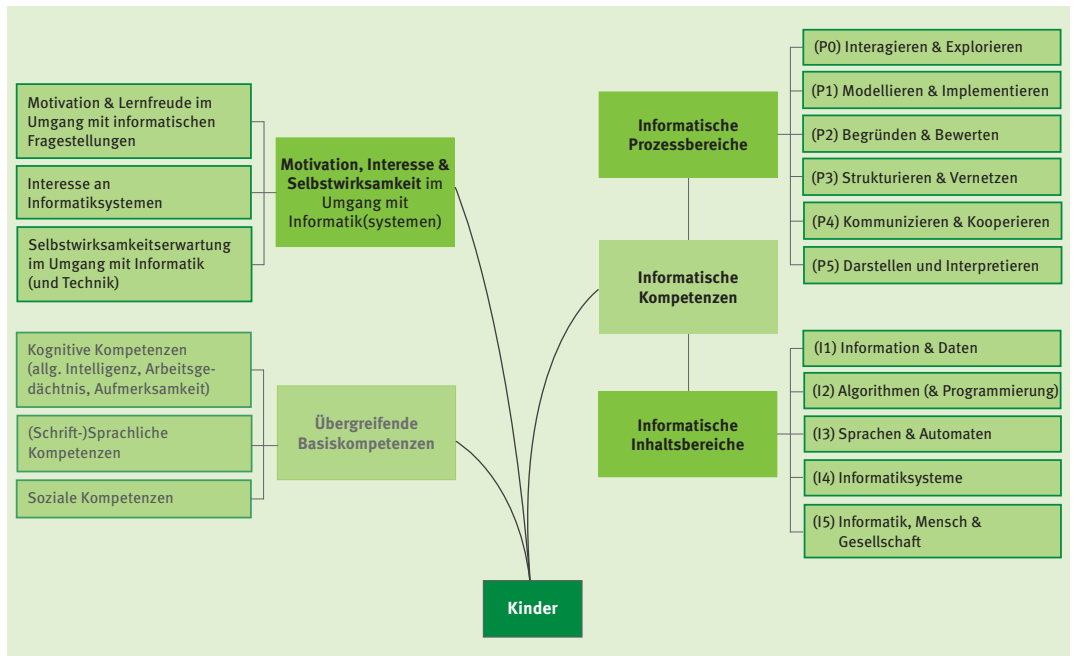 Motivation & Lernfreude im
Umgang mit informatischen
Fragestellungen
Interesse an
Informatiksystemen
Selbstwirksamkeitserwartung
im Umgang mit Informatik
(und Technik)
Motivation, Interesse &
Selbstwirksamkeit im
Umgang mit
Informatik(systemen)
Kognitive Kompetenzen
(allg. Intelligenz, Arbeitsge-
dächtnis, Aufmerksamkeit)
(Schrift-)Sprachliche
Kompetenzen
Soziale Kompetenzen
Übergreifende
Basiskompetenzen
Informatische
Prozessbereiche
(P0) Interagieren & Explorieren
(P1) Modellieren & Implementieren
(P2) Begründen & Bewerten
(P3) Strukturieren & Vernetzen
(P4) Kommunizieren & Kooperieren
(P5) Darstellen und Interpretieren
Informatische
Kompetenzen
Informatische
Inhaltsbereiche
(I1) Information & Daten
(I2) Algorithmen (& Programmierung)
(I3) Sprachen & Automaten
(I4) Informatiksysteme
(I5) Informatik, Mensch &
Gesellschaft
Kinder